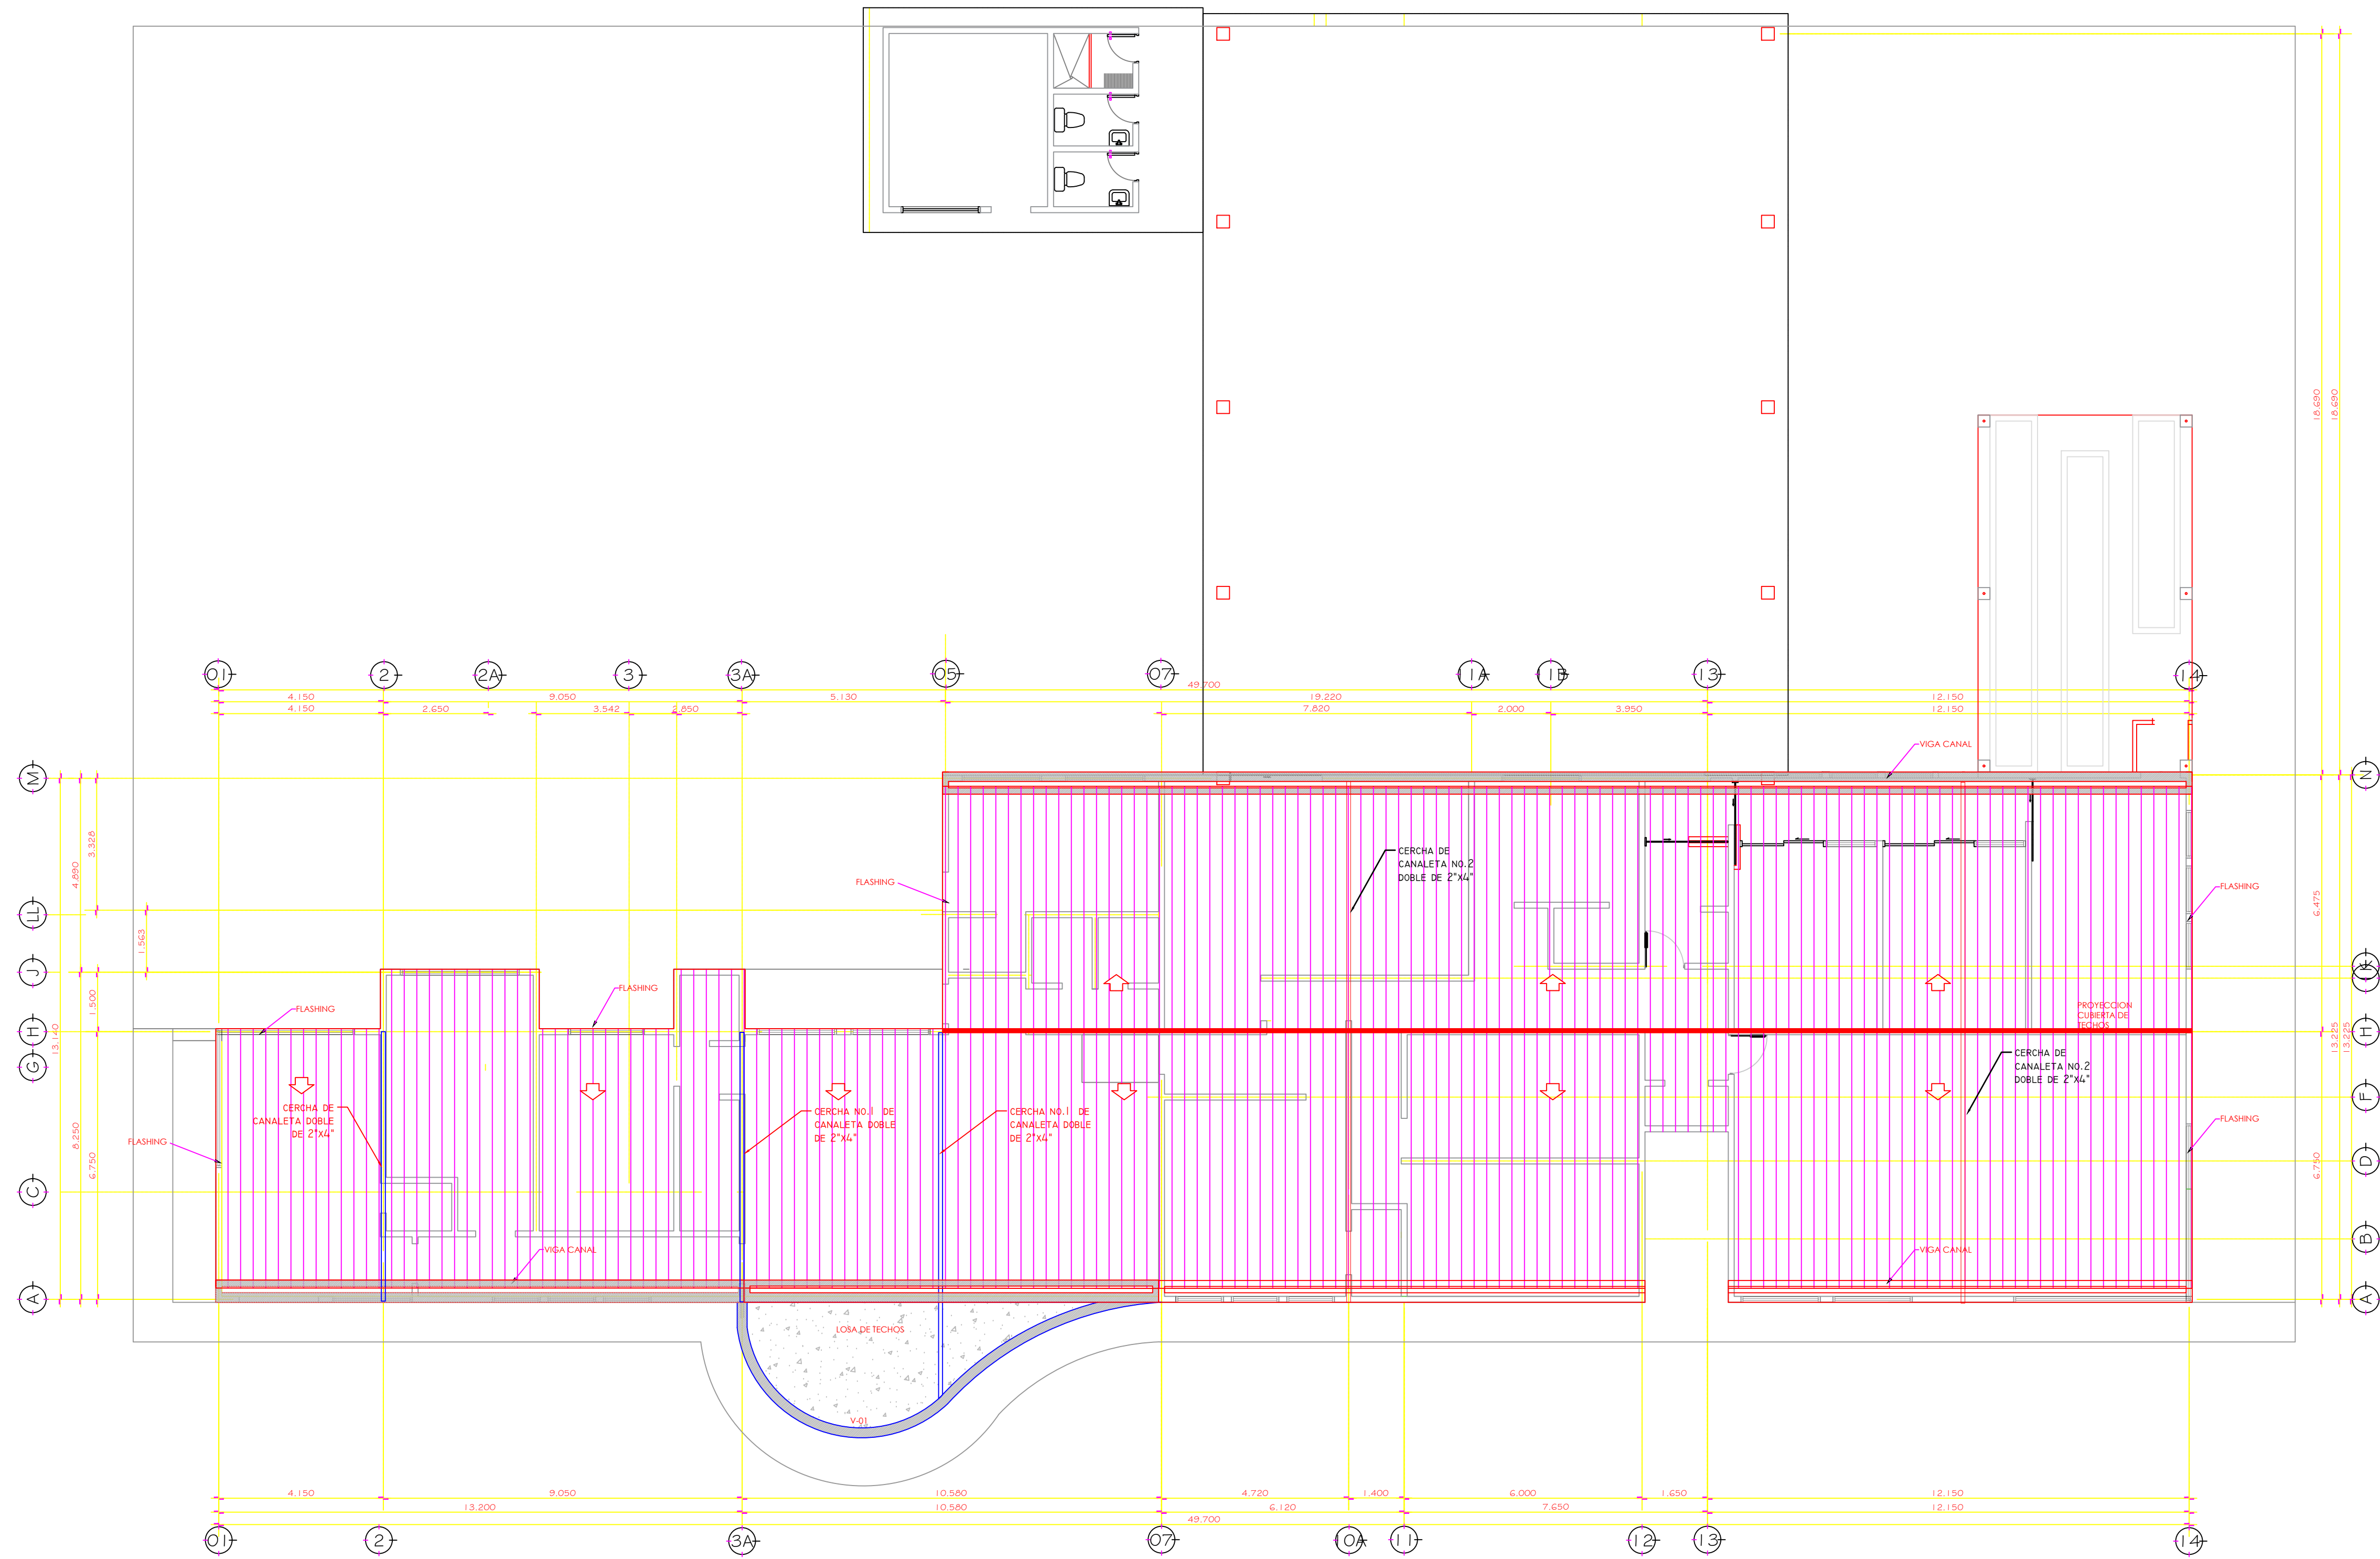 01
2
2A
3
3A
05
07
11A
11B
13
14
49.700
4.150
9.050
5.130
19.220
12.150
4.150
2.650
3.542
2.850
7.820
2.000
3.950
12.150
18.690
18.690
M
LL
J
H
G
C
A
3.328
4.890
1.563
1.500
13.140
8.250
6.750
N
K
H
F
D
B
A
6.475
13.225
13.225
6.750
VIGA CANAL
CERCHA DE
CANALETA NO.2
DOBLE DE 2"X4"
FLASHING
FLASHING
FLASHING
FLASHING
PROYECCION
CUBIERTA DE
TECHOS
CERCHA DE
CANALETA NO.2
DOBLE DE 2"X4"
CERCHA DE
CANALETA DOBLE
DE 2"X4"
CERCHA NO.1 DE
CANALETA DOBLE
DE 2"X4"
CERCHA NO.1 DE
CANALETA DOBLE
DE 2"X4"
FLASHING
FLASHING
VIGA CANAL
VIGA CANAL
LOSA DE TECHOS
V-01
4.150
9.050
10.580
4.720
1.400
6.000
1.650
12.150
13.200
10.580
6.120
7.650
12.150
49.700
01
2
3A
07
10A
11
12
13
14